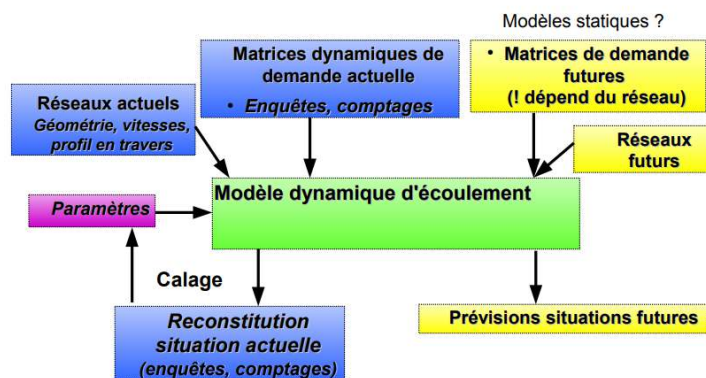 Modèles statiques ?
Matrices dynamiques de
demande actuelle
• Enquêtes, comptages
• Matrices de demande
futures
(! dépend du réseau)
Réseaux actuels
Géométrie, vitesses,
profil en travers
Réseaux
futurs
Modèle dynamique d'écoulement
Paramètres
Calage
Reconstitution
situation actuelle
(enquêtes, comptages)
Prévisions situations futures